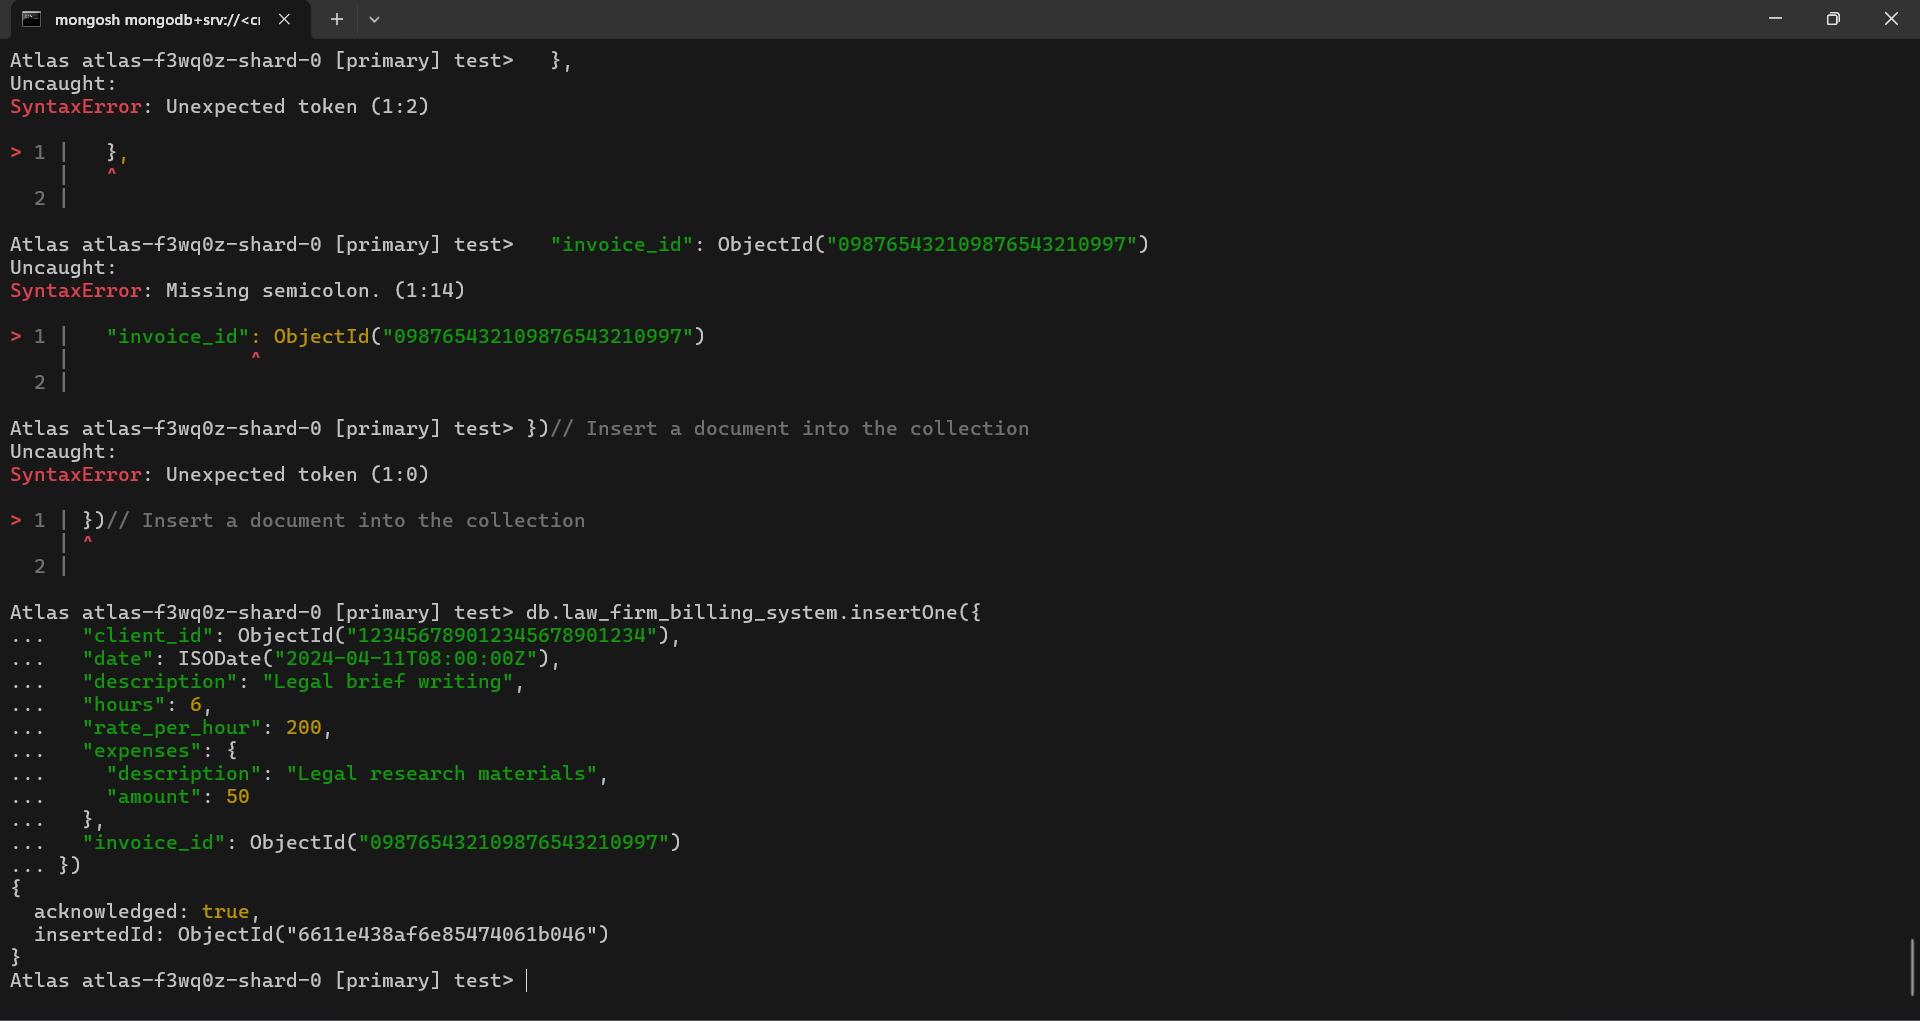 mongosh mongodb+srv://<cr
Atlas atlas-f3wq0z-shard-0 [primary] test>   },
Uncaught:
SyntaxError: Unexpected token (1:2)
> 1 |   },
    |   ^
  2 |
Atlas atlas-f3wq0z-shard-0 [primary] test>   "invoice_id": ObjectId("098765432109876543210997")
Uncaught:
SyntaxError: Missing semicolon. (1:14)
> 1 |   "invoice_id": ObjectId("098765432109876543210997")
    |               ^
  2 |
Atlas atlas-f3wq0z-shard-0 [primary] test> })// Insert a document into the collection
Uncaught:
SyntaxError: Unexpected token (1:0)
> 1 | })// Insert a document into the collection
    | ^
  2 |
Atlas atlas-f3wq0z-shard-0 [primary] test> db.law_firm_billing_system.insertOne({
...   "client_id": ObjectId("123456789012345678901234"),
...   "date": ISODate("2024-04-11T08:00:00Z"),
...   "description": "Legal brief writing",
...   "hours": 6,
...   "rate_per_hour": 200,
...   "expenses": {
...     "description": "Legal research materials",
...     "amount": 50
...   },
...   "invoice_id": ObjectId("098765432109876543210997")
... })
{
  acknowledged: true,
  insertedId: ObjectId("6611e438af6e85474061b046")
}
Atlas atlas-f3wq0z-shard-0 [primary] test>